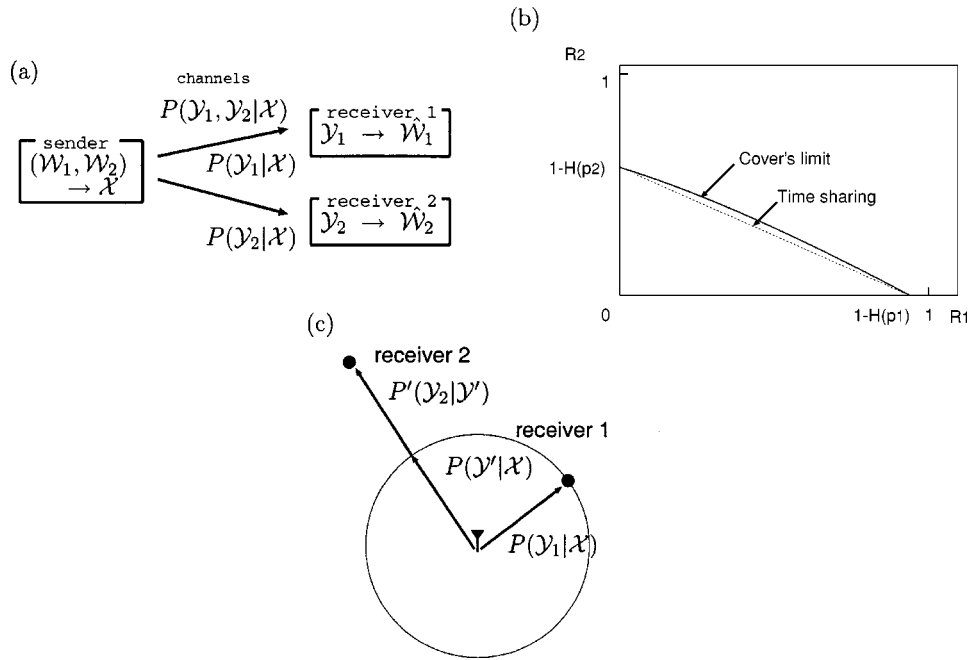 (a)
channels
P(𝒴₁, 𝒴₂|𝒳)
sender
(𝒲₁, 𝒲₂)
→ 𝒳
P(𝒴₁|𝒳)
P(𝒴₂|𝒳)
receiver 1
𝒴₁ → 𝒲̂₁
receiver 2
𝒴₂ → 𝒲̂₂
(b)
R2
1
1-H(p2)
Cover's limit
Time sharing
0
1-H(p1)
1
R1
(c)
receiver 2
P'(𝒴₂|𝒴')
receiver 1
P(𝒴'|𝒳)
P(𝒴₁|𝒳)